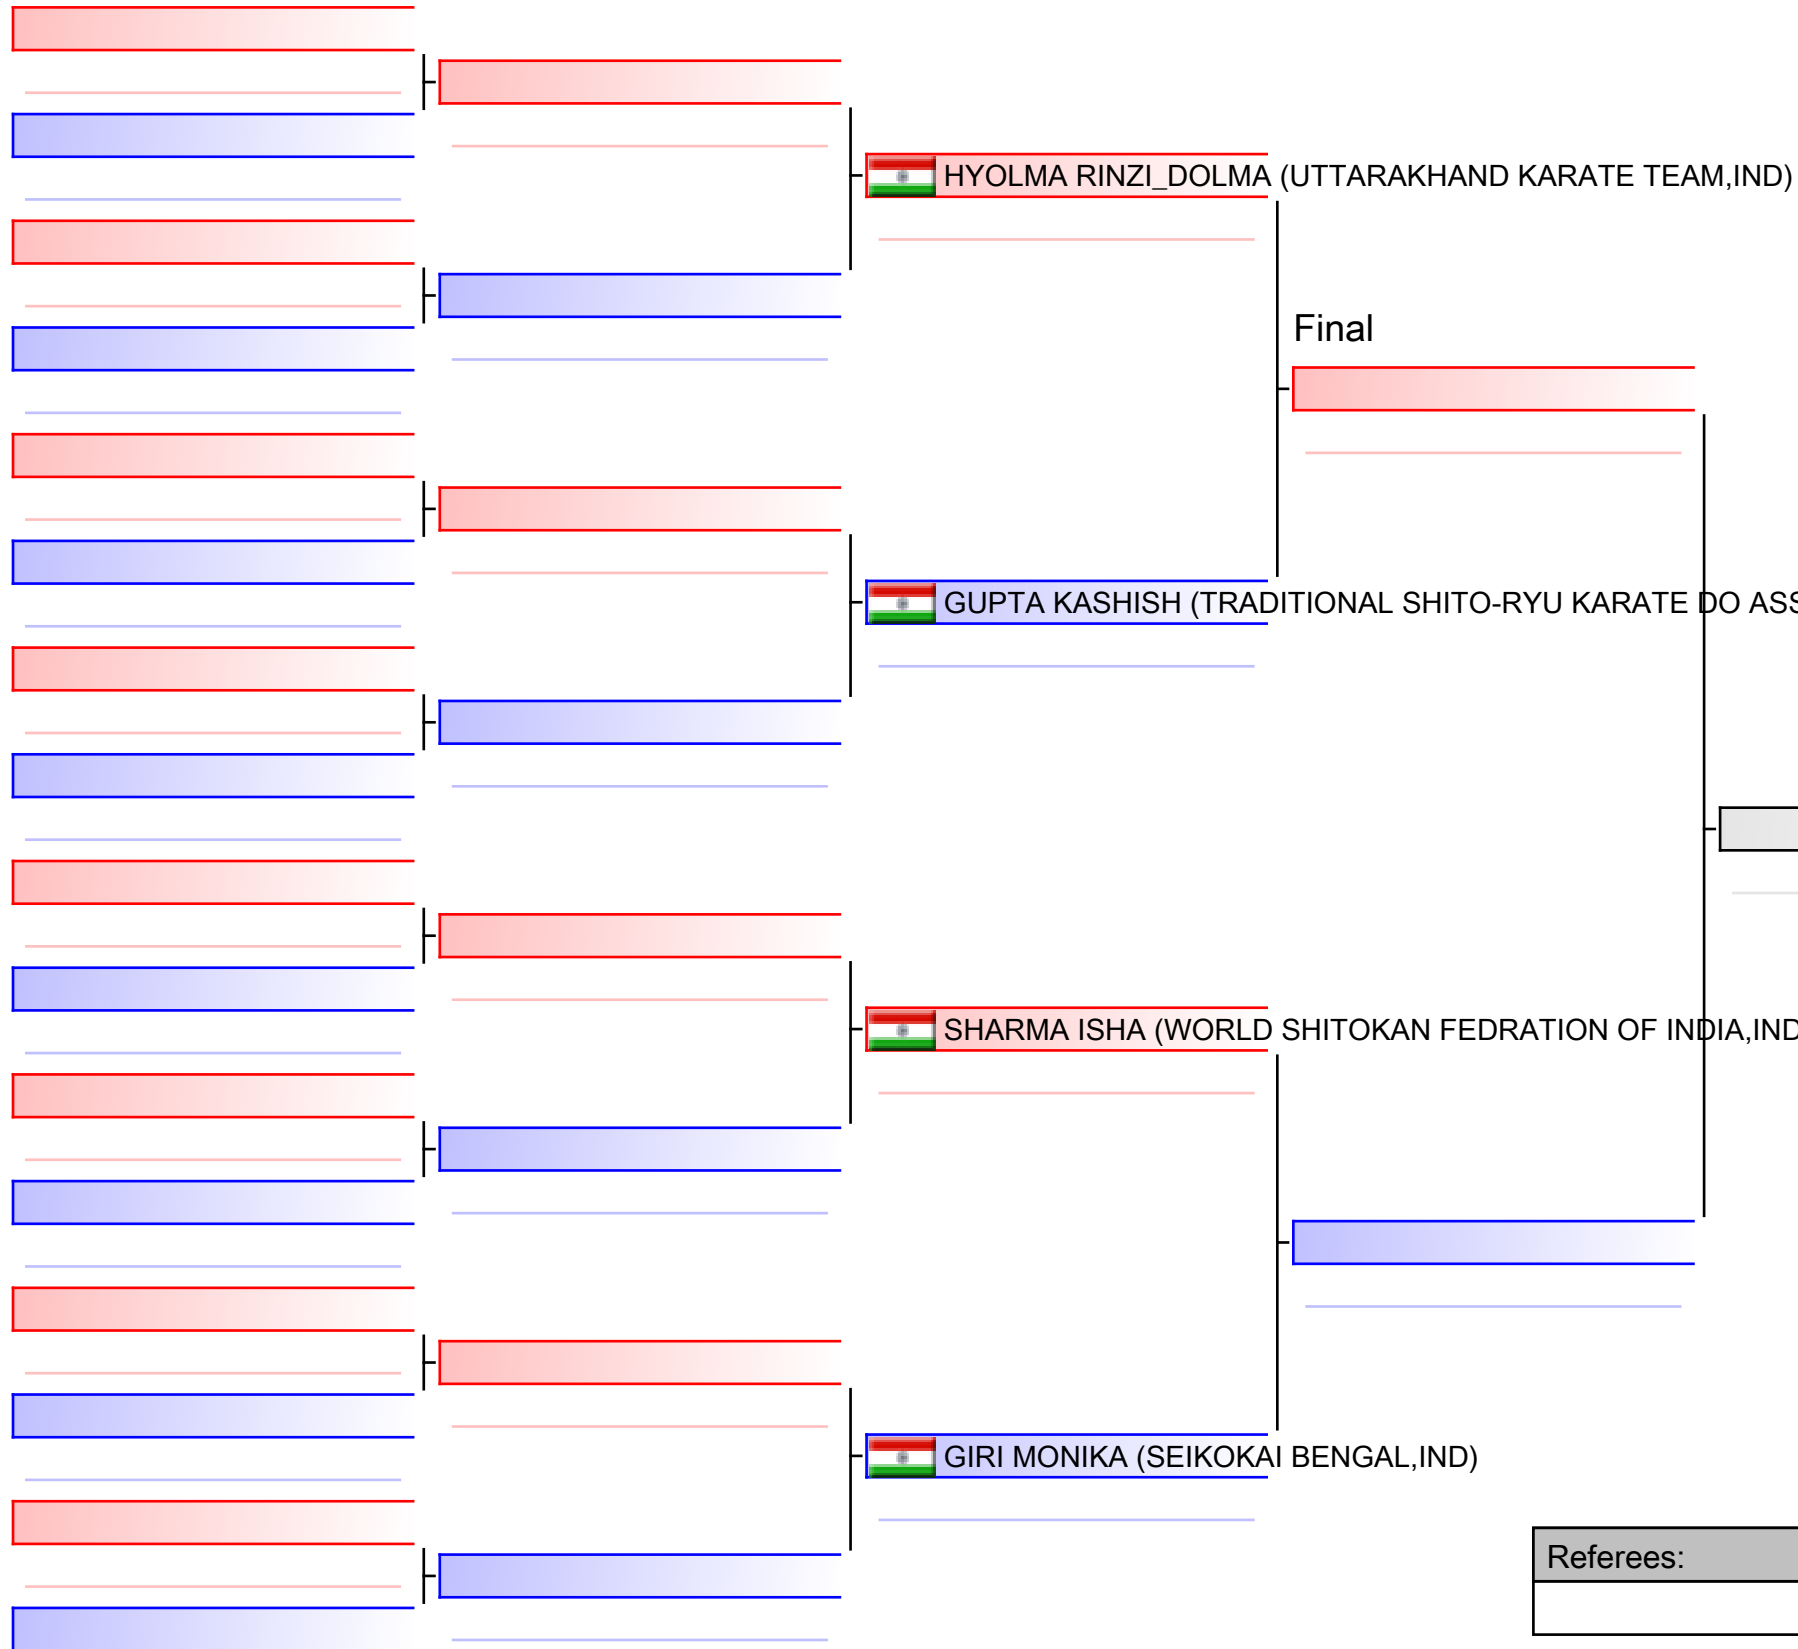 HYOLMA RINZI_DOLMA (UTTARAKHAND KARATE TEAM,IND)
Final
GUPTA KASHISH (TRADITIONAL SHITO-RYU KARATE DO ASS
SHARMA ISHA (WORLD SHITOKAN FEDRATION OF INDIA,IND
GIRI MONIKA (SEIKOKAI BENGAL,IND)
Referees: